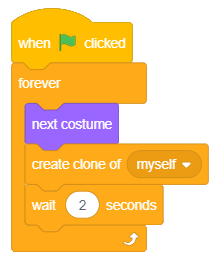 when clicked
forever
next costume
create clone of myself
wait 2 seconds